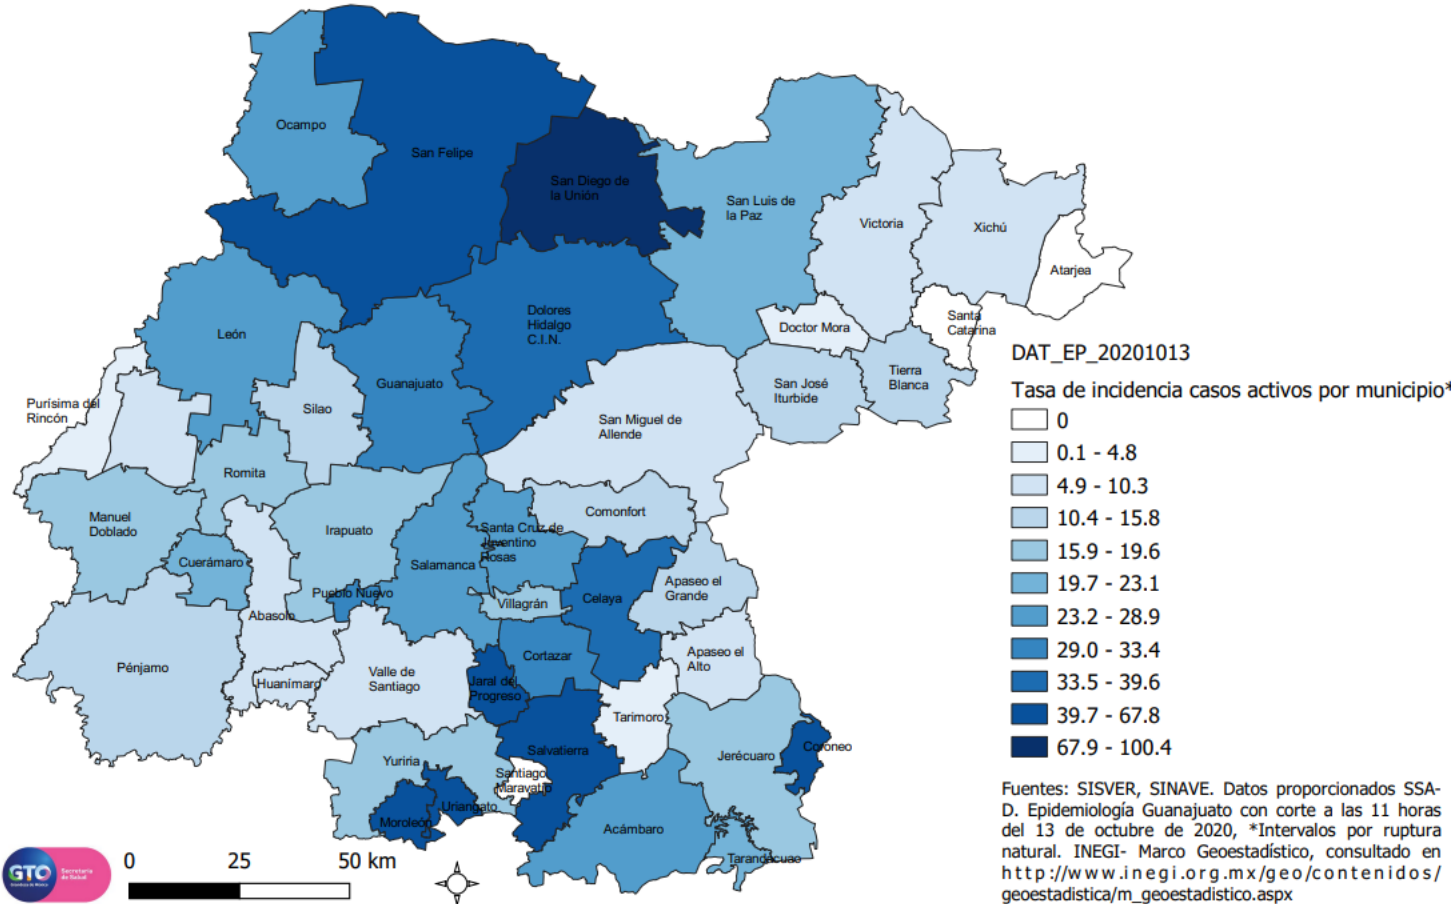 Ocampo
San Felipe
San Diego de
la Unión
San Luis de
la Paz
Victoria
Xichú
Atarjea
León
Dolores
Hidalgo
C.I.N.
Doctor Mora
Santa
Catarina
Guanajuato
Silao
San José
Iturbide
Tierra
Blanca
Purísima del
Rincón
San Miguel de
Allende
Romita
Manuel
Doblado
Irapuato
Comonfort
Santa Cruz de
Juventino
Rosas
Cuerámaro
Salamanca
Apaseo el
Grande
Pueblo Nuevo
Villagrán
Celaya
Abasolo
Pénjamo
Cortazar
Apaseo el
Alto
Huanímaro
Valle de
Santiago
Jaral del
Progreso
Tarimoro
Salvatierra
Jerécuaro
Coroneo
Yuriria
Santiago
Maravatío
Moroleón
Uriangato
Acámbaro
Tarandacuao
DAT_EP_20201013
Tasa de incidencia casos activos por municipio*
0
0.1 - 4.8
4.9 - 10.3
10.4 - 15.8
15.9 - 19.6
19.7 - 23.1
23.2 - 28.9
29.0 - 33.4
33.5 - 39.6
39.7 - 67.8
67.9 - 100.4
Fuentes: SISVER, SINAVE. Datos proporcionados SSA-
D. Epidemiología Guanajuato con corte a las 11 horas
del 13 de octubre de 2020, *Intervalos por ruptura
natural. INEGI- Marco Geoestadístico, consultado en
http://www.inegi.org.mx/geo/contenidos/
geoestadistica/m_geoestadistico.aspx
GTO
Secretaría
de Salud
0 25 50 km